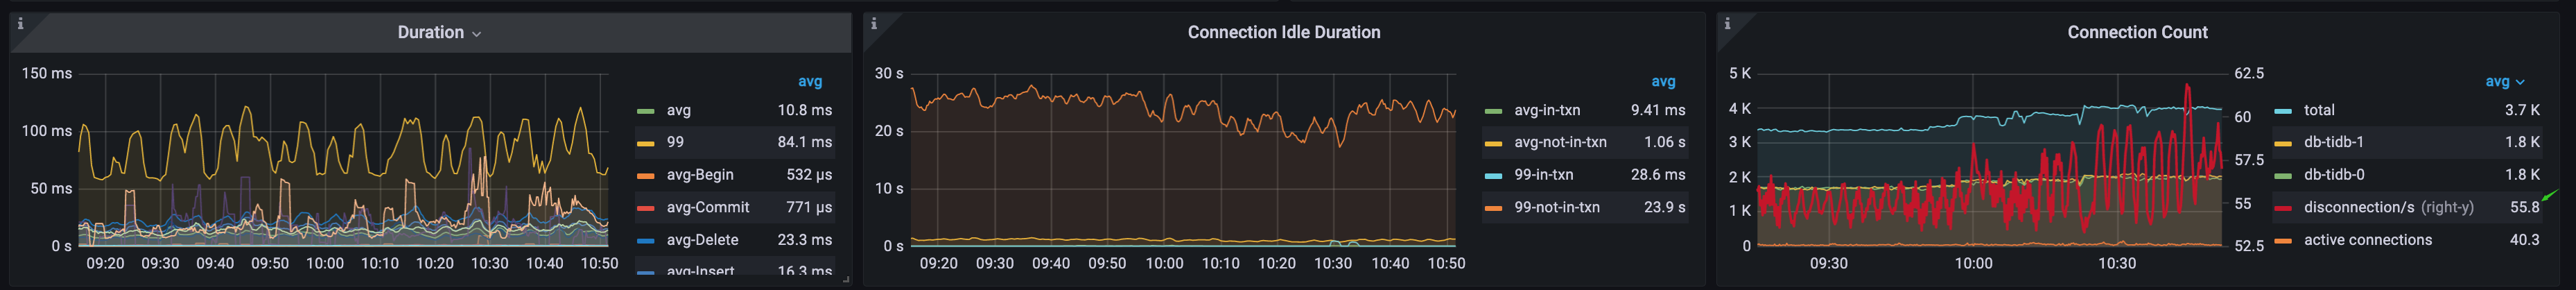 Duration
150 ms
100 ms
50 ms
0 s
09:20 09:30 09:40 09:50 10:00 10:10 10:20 10:30 10:40 10:50
avg
avg 10.8 ms
99 84.1 ms
avg-Begin 532 µs
avg-Commit 771 µs
avg-Delete 23.3 ms
avg-Insert 16.3 ms
Connection Idle Duration
30 s
20 s
10 s
0 s
09:20 09:30 09:40 09:50 10:00 10:10 10:20 10:30 10:40 10:50
avg
avg-in-txn 9.41 ms
avg-not-in-txn 1.06 s
99-in-txn 28.6 ms
99-not-in-txn 23.9 s
Connection Count
5 K
4 K
3 K
2 K
1 K
0
62.5
60
57.5
55
52.5
09:30 10:00 10:30
avg
total 3.7 K
db-tidb-1 1.8 K
db-tidb-0 1.8 K
disconnection/s (right-y) 55.8
active connections 40.3